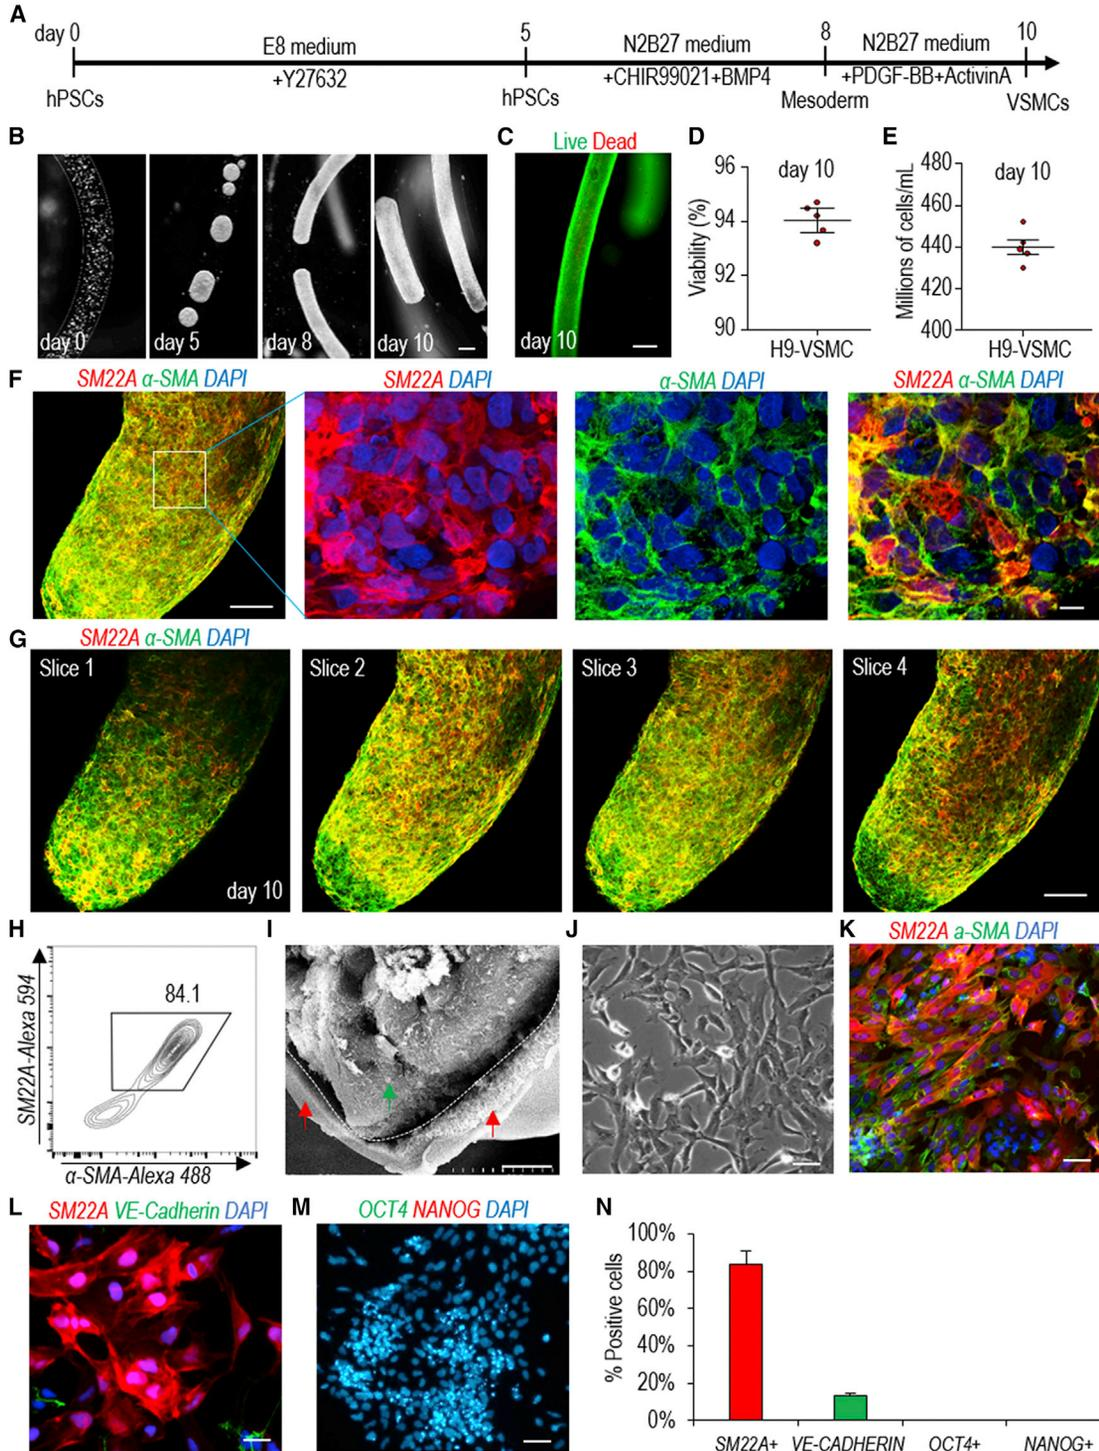 A
day 0 5 8 10
E8 medium N2B27 medium N2B27 medium
+Y27632 +CHIR99021+BMP4 +PDGF-BB+ActivinA
hPSCs hPSCs Mesoderm VSMCs
B
day 0
day 5
day 8
day 10
C
Live Dead
day 10
D
day 10
Viability (%)
96
94
92
90
H9-VSMC
E
day 10
Millions of cells/mL
480
460
440
420
400
H9-VSMC
F
SM22A α-SMA DAPI
SM22A DAPI
α-SMA DAPI
SM22A α-SMA DAPI
G
SM22A α-SMA DAPI
Slice 1
day 10
Slice 2
Slice 3
Slice 4
H
SM22A-Alexa 594
84.1
α-SMA-Alexa 488
I
J
K
SM22A a-SMA DAPI
L
SM22A VE-Cadherin DAPI
M
OCT4 NANOG DAPI
N
% Positive cells
100%
80%
60%
40%
20%
0%
SM22A+ VE-CADHERIN OCT4+ NANOG+